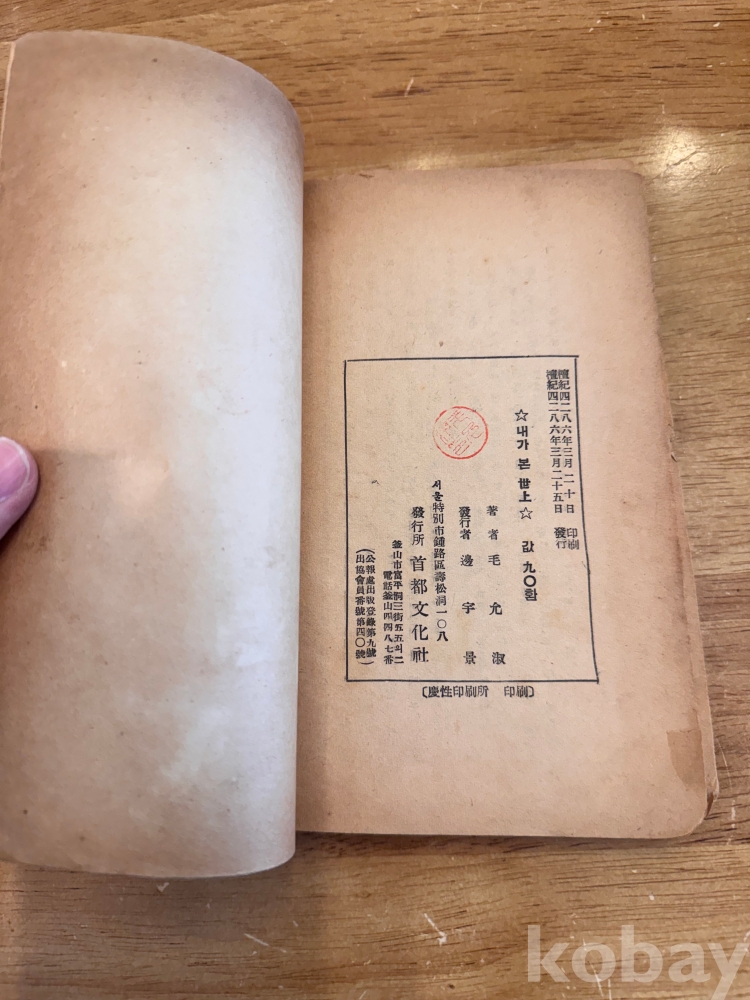 檀紀四二八六年三月二十日 印刷
檀紀四二八六年三月二十五日 發行
☆내가 본 世上☆ 값 九〇환
著者 毛允淑
發行者 邊宇景
서울特別市鍾路區壽松洞一〇八
發行所 首都文化社
釜山市富平洞三街五五의二
電話釜山四四八七番
(公報處出版登錄第九號)
(出協會員番號第四〇號)
(慶性印刷所 印刷)
kobay